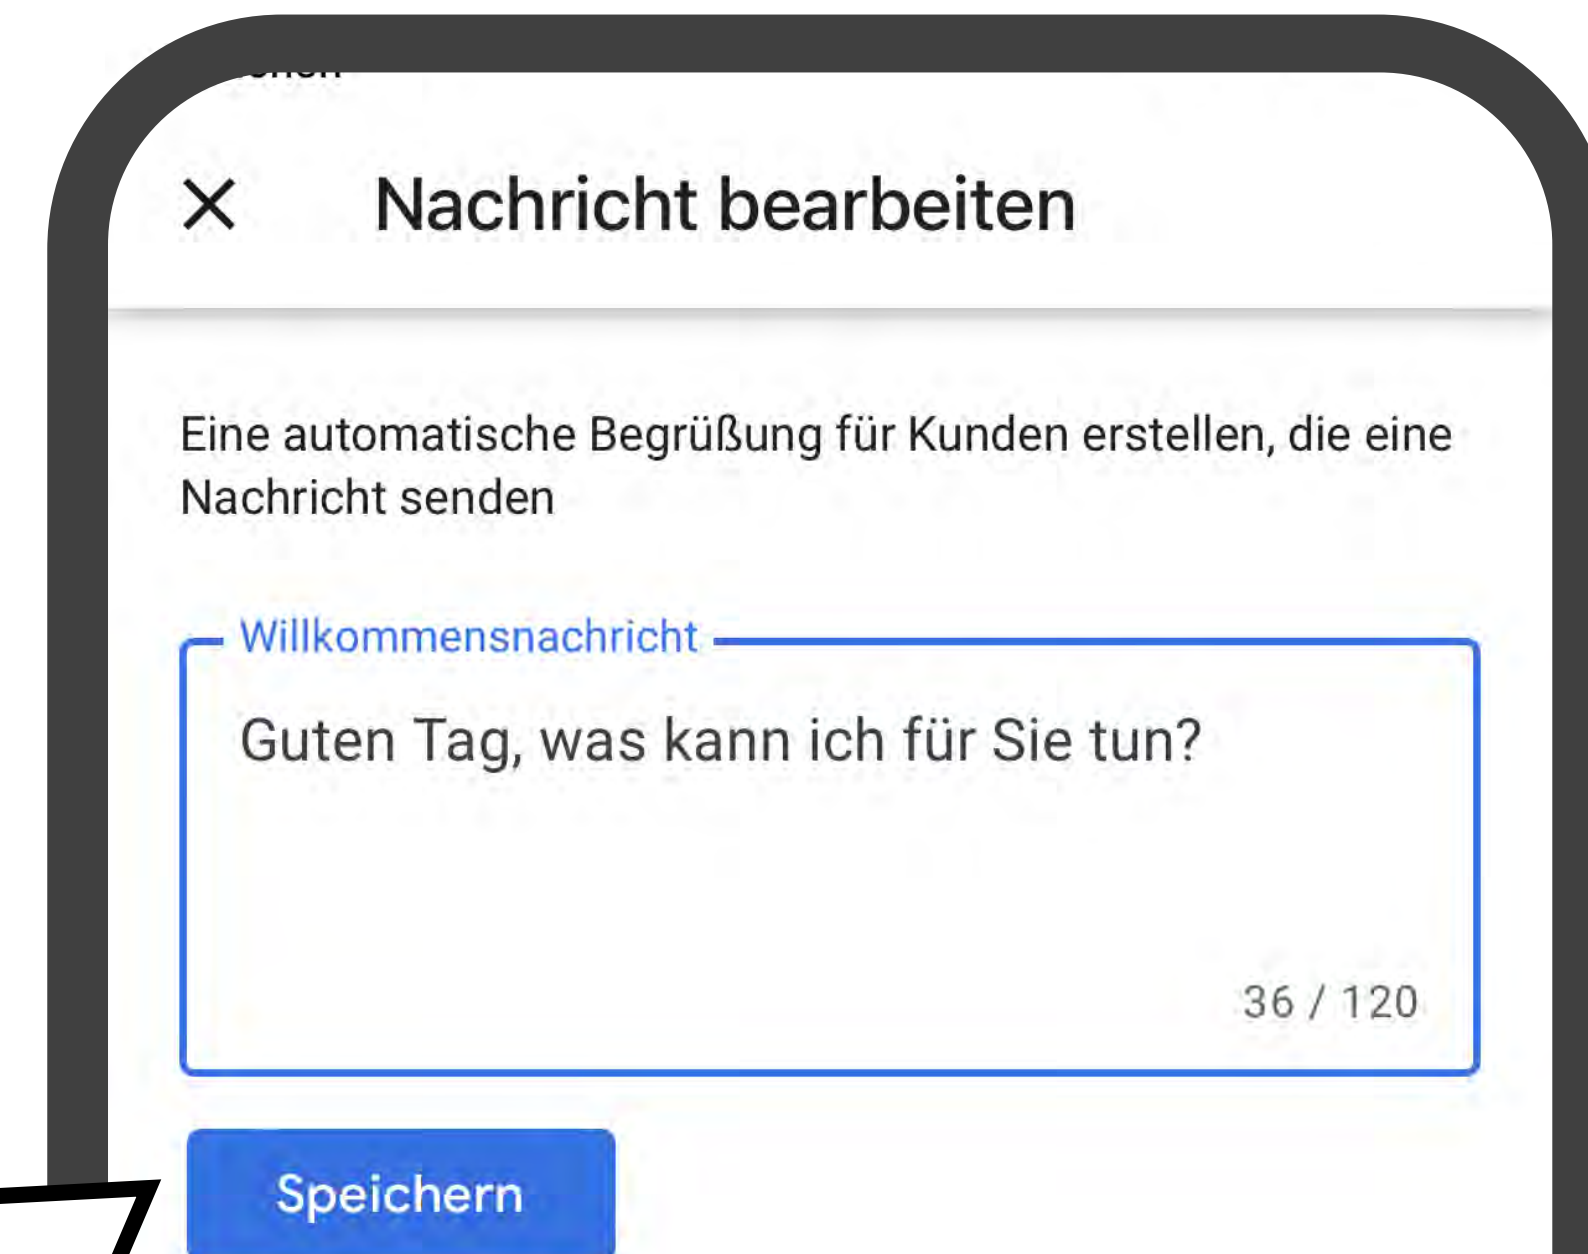 Nachricht bearbeiten
Eine automatische Begrüßung für Kunden erstellen, die eine
Nachricht senden
Willkommensnachricht
Guten Tag, was kann ich für Sie tun?
36 / 120
Speichern